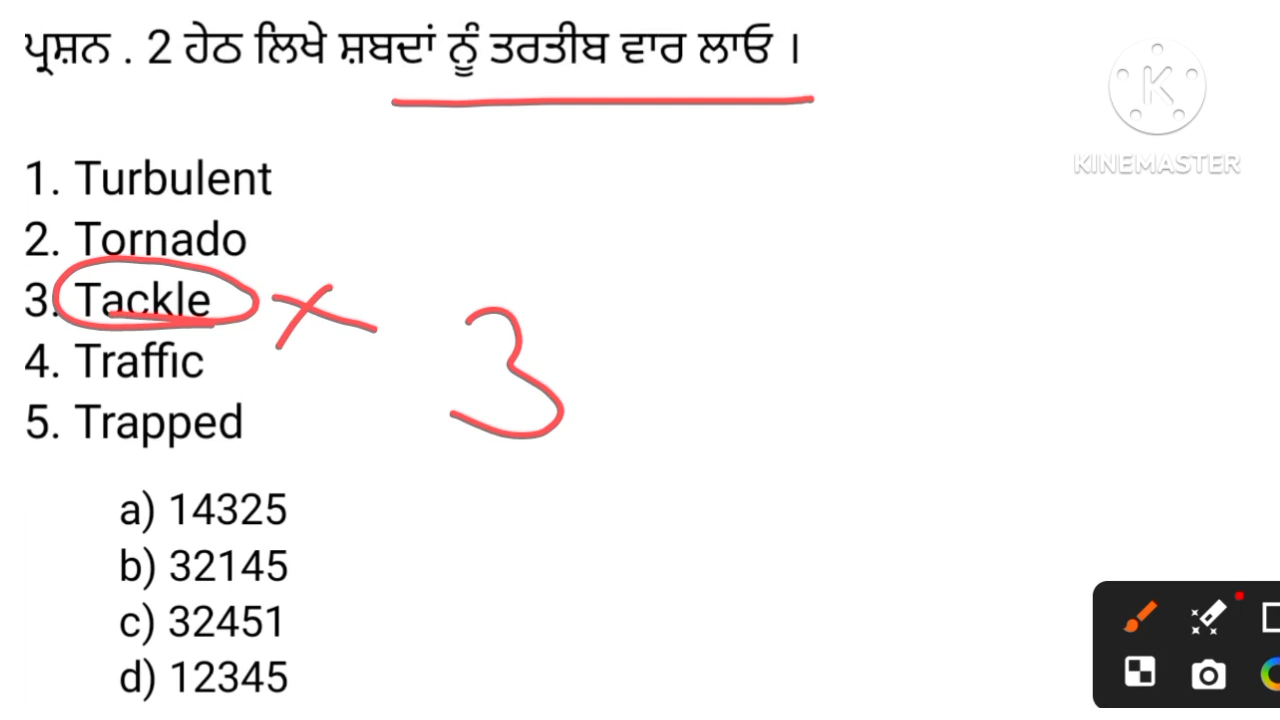 ਪ੍ਰਸ਼ਨ . 2 ਹੇਠ ਲਿਖੇ ਸ਼ਬਦਾਂ ਨੂੰ ਤਰਤੀਬ ਵਾਰ ਲਾਓ ।
K
KINEMASTER
1. Turbulent
2. Tornado
3. Tackle
4. Traffic
5. Trapped
3
a) 14325
b) 32145
c) 32451
d) 12345